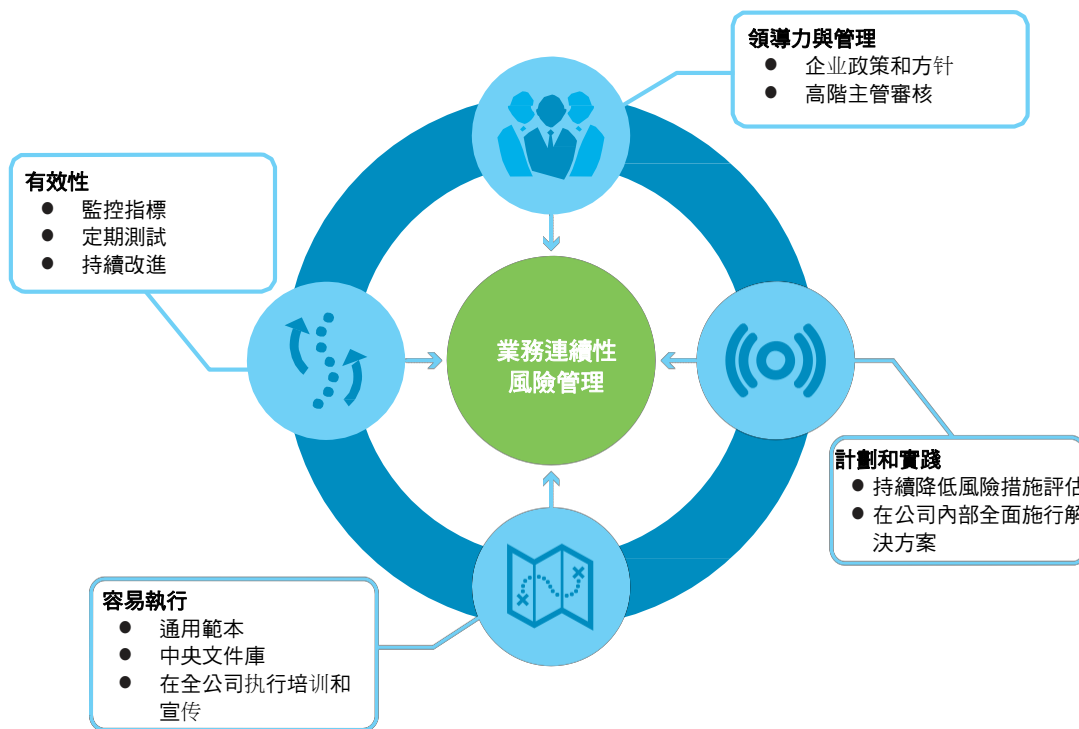 領導力與管理
● 企业政策和方针
● 高階主管審核
有效性
● 監控指標
● 定期測試
● 持續改進
業務連續性
風險管理
計劃和實踐
● 持續降低風險措施評估
● 在公司內部全面施行解
決方案
容易執行
● 通用範本
● 中央文件庫
● 在全公司执行培训和
宣传